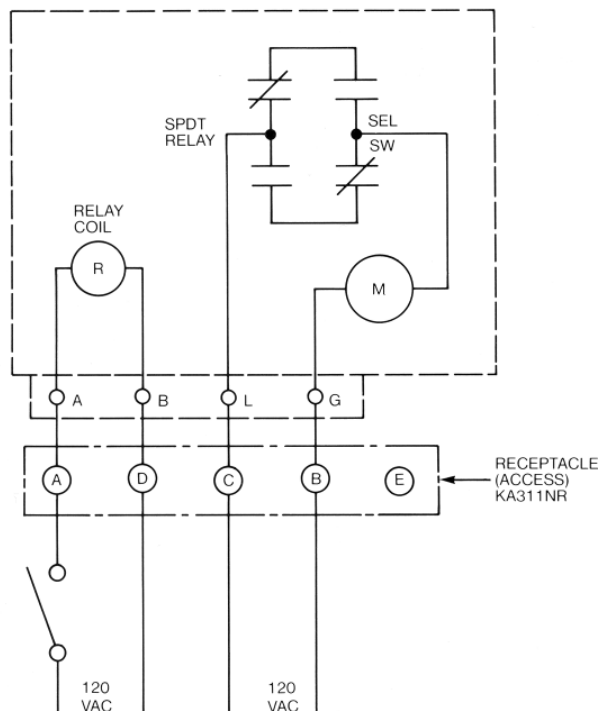 SPDT
RELAY
SEL
SW
RELAY
COIL
R
M
A
B
L
G
A
D
C
B
E
RECEPTACLE
(ACCESS)
KA311NR
120
VAC
120
VAC